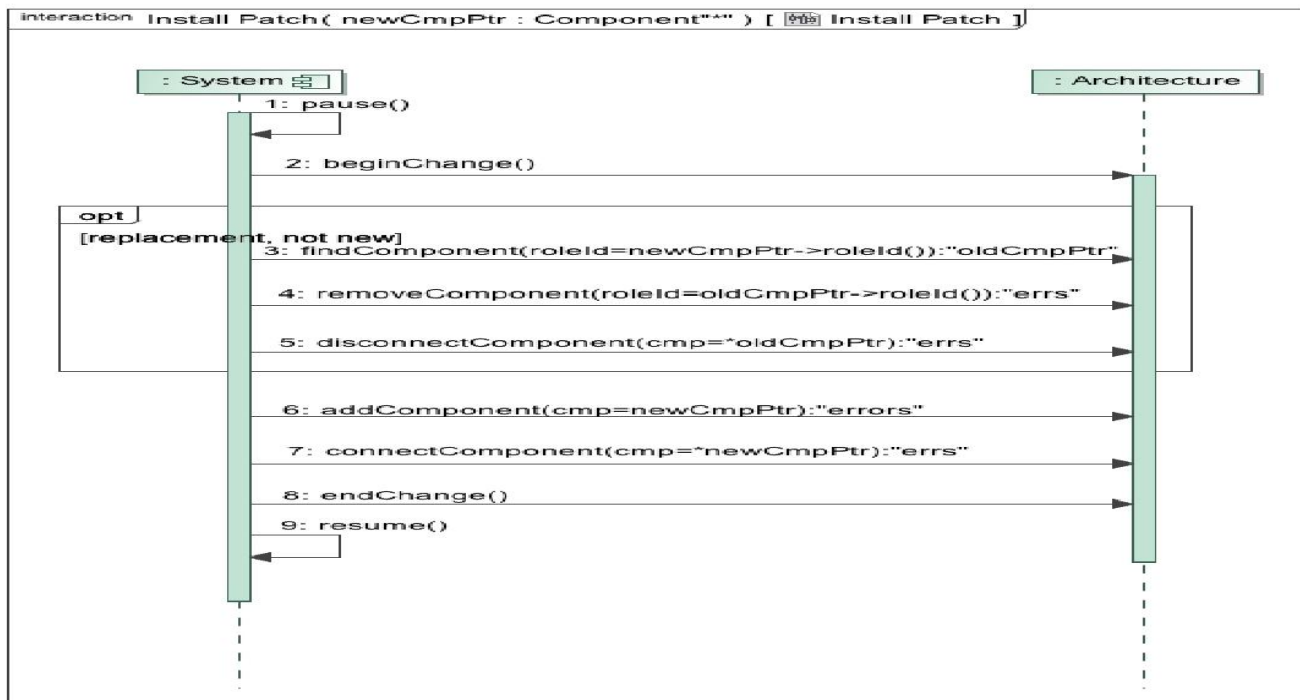 interaction Install Patch( newCmpPtr : Component"*" ) [ Install Patch ]
: System
: Architecture
1: pause()
2: beginChange()
opt
[replacement, not new]
3: findComponent(roleId=newCmpPtr->roleId()):"oldCmpPtr"
4: removeComponent(roleId=oldCmpPtr->roleId()):"errs"
5: disconnectComponent(cmp=*oldCmpPtr):"errs"
6: addComponent(cmp=newCmpPtr):"errors"
7: connectComponent(cmp=*newCmpPtr):"errs"
8: endChange()
9: resume()